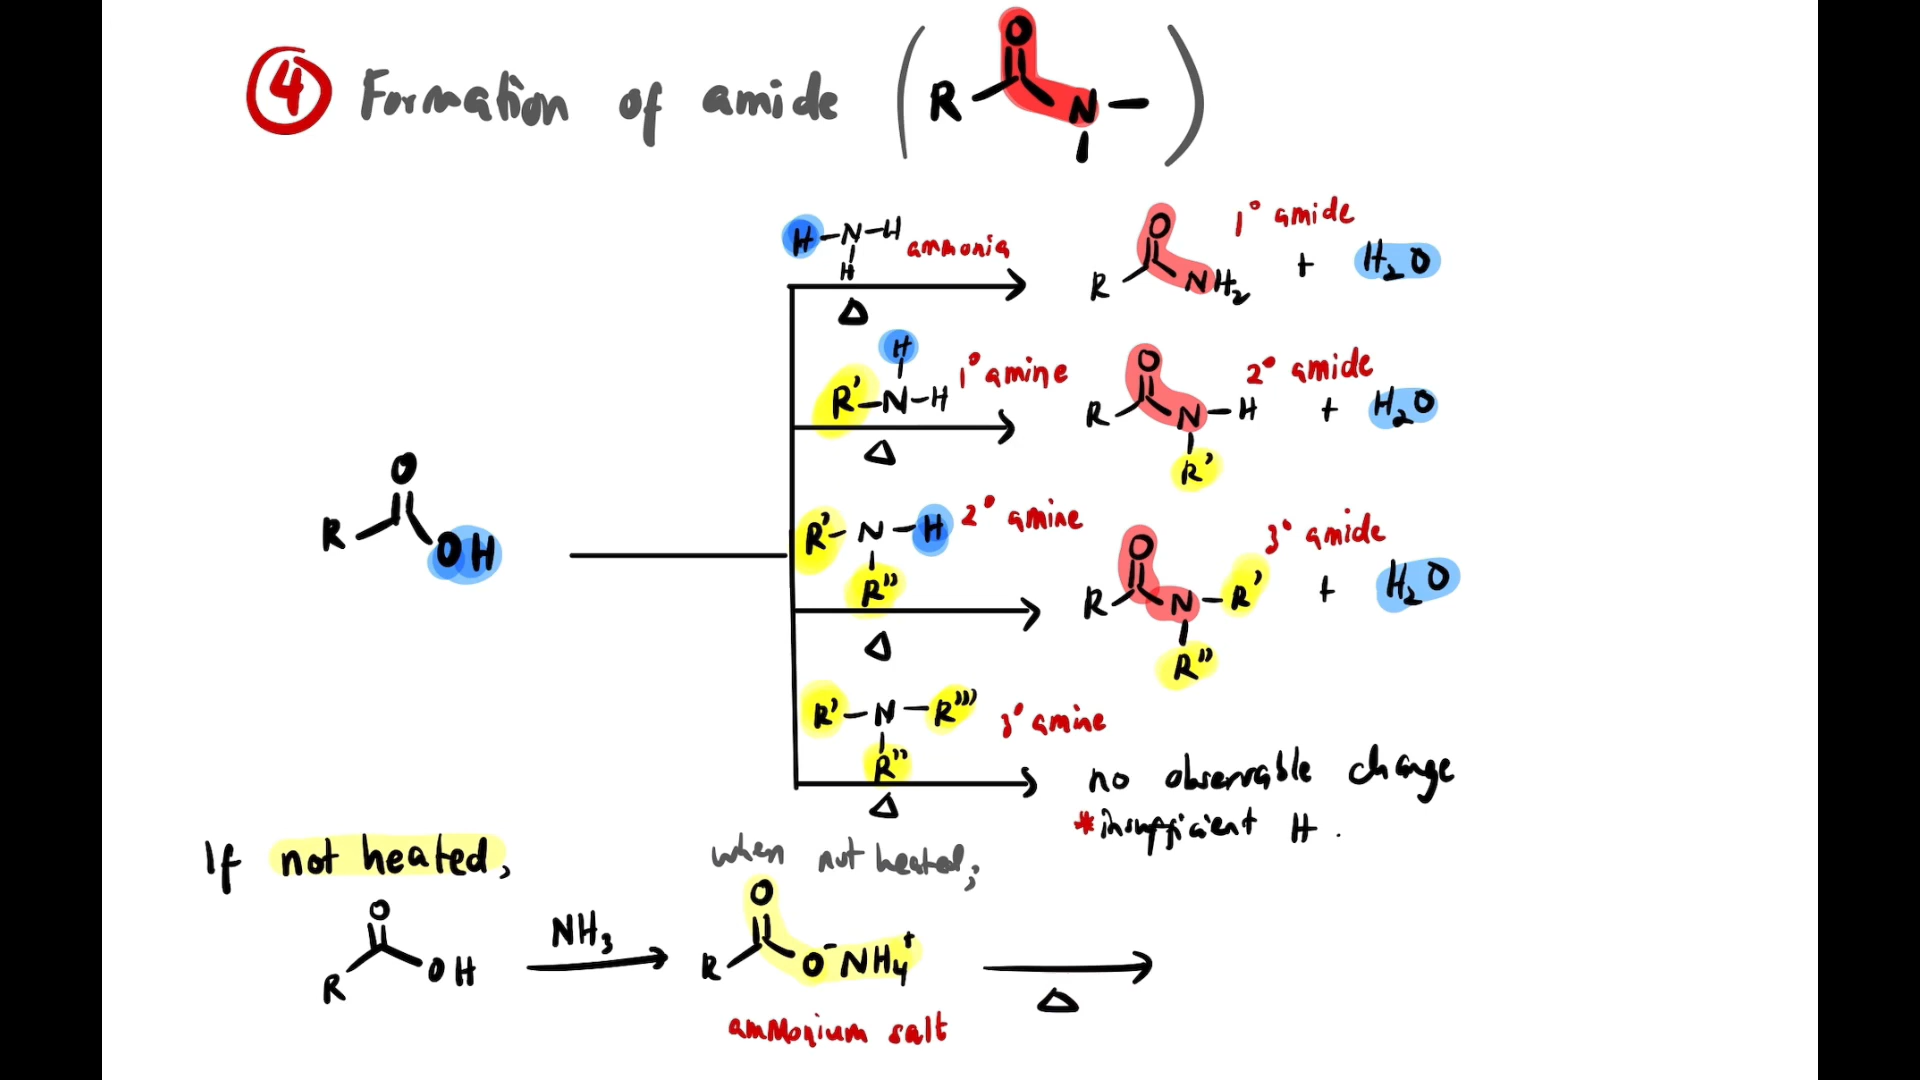 4 Formation of amide ( R O N )
H-N-H ammonia
H
Δ
R O NH2 1° amide + H2O
H
R'-N-H 1° amine
Δ
R O N-H 2° amide + H2O
R'
R O OH
R'-N-H 2° amine
R"
Δ
R O N-R' 3° amide + H2O
R"
R'-N-R''' 3° amine
R"
Δ
no observable change
*insufficient H.
If not heated,
when not heated;
R O OH
NH3
R O⁻NH4⁺ O
Δ
ammonium salt